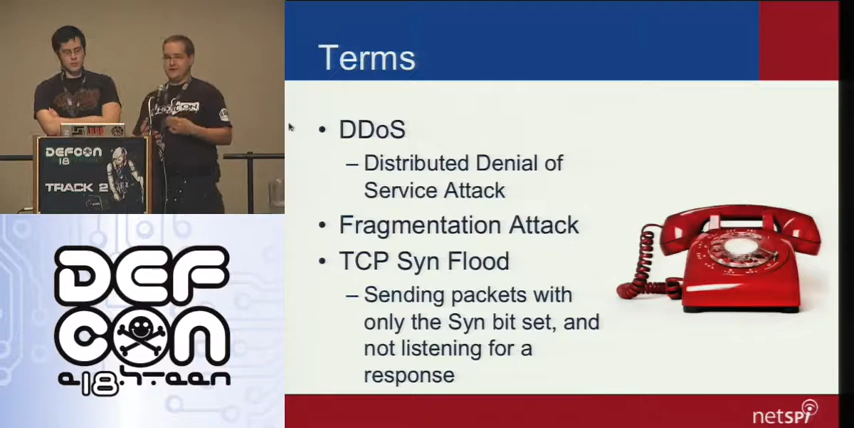 DEFCON
18
TRACK 2
DEF
CON
e18hteen
Terms
• DDoS
– Distributed Denial of
Service Attack
• Fragmentation Attack
• TCP Syn Flood
– Sending packets with
only the Syn bit set, and
not listening for a
response
netSPi